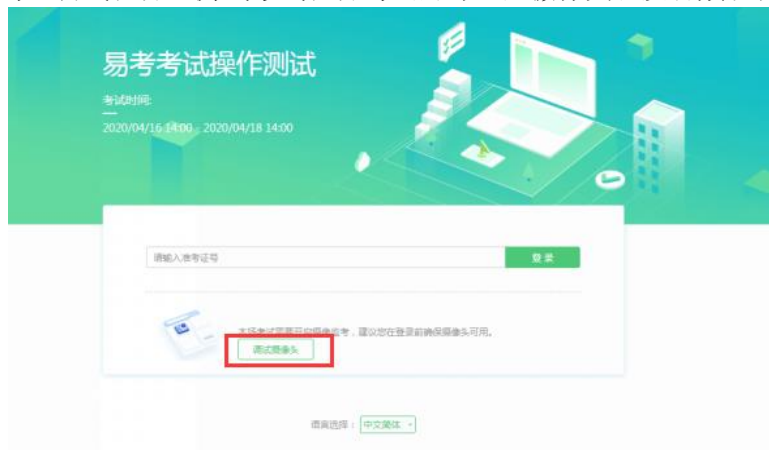 易考考试操作测试
考试时间:
2020/04/16 14:00 - 2020/04/18 14:00
请输入准考证号
登录
本场考试需要开启摄像监考，建议您在登录前确保摄像头可用。
调试摄像头
语言选择：中文简体